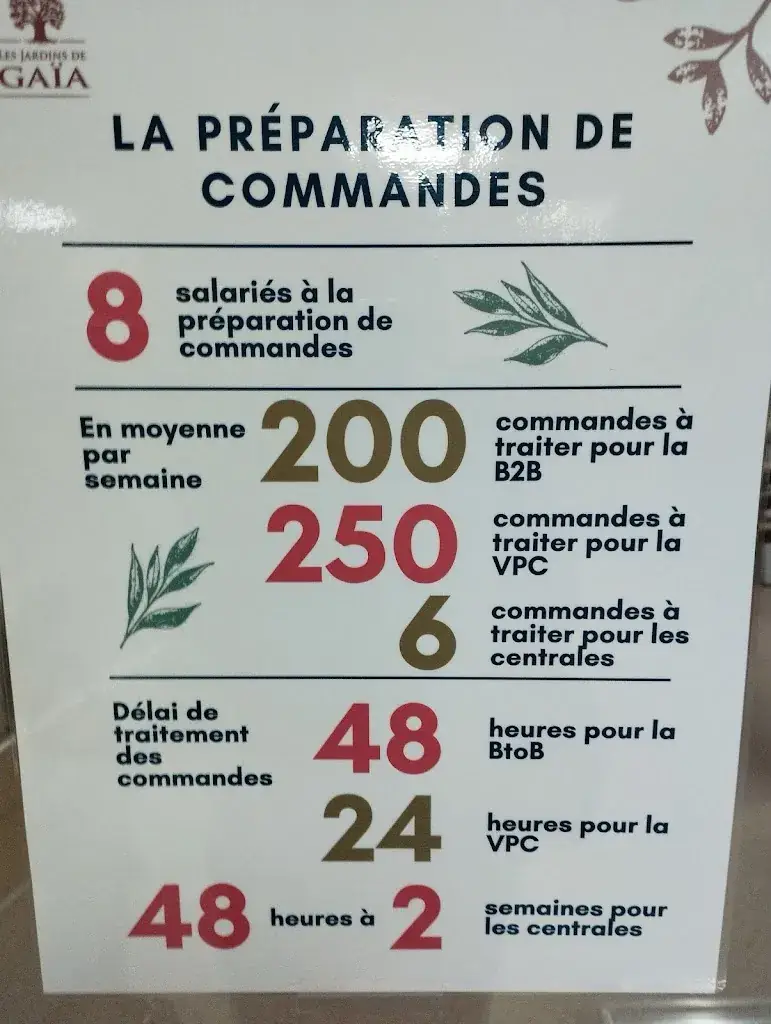 LES JARDINS DE
GAÏA
LA PRÉPARATION DE
COMMANDES
8 salariés à la
préparation de
commandes
En moyenne
par
semaine
200 commandes à
traiter pour la
B2B
250 commandes à
traiter pour la
VPC
6 commandes à
traiter pour les
centrales
Délai de
traitement
des
commandes
48 heures pour la
BtoB
24 heures pour la
VPC
48 heures à 2 semaines pour
les centrales